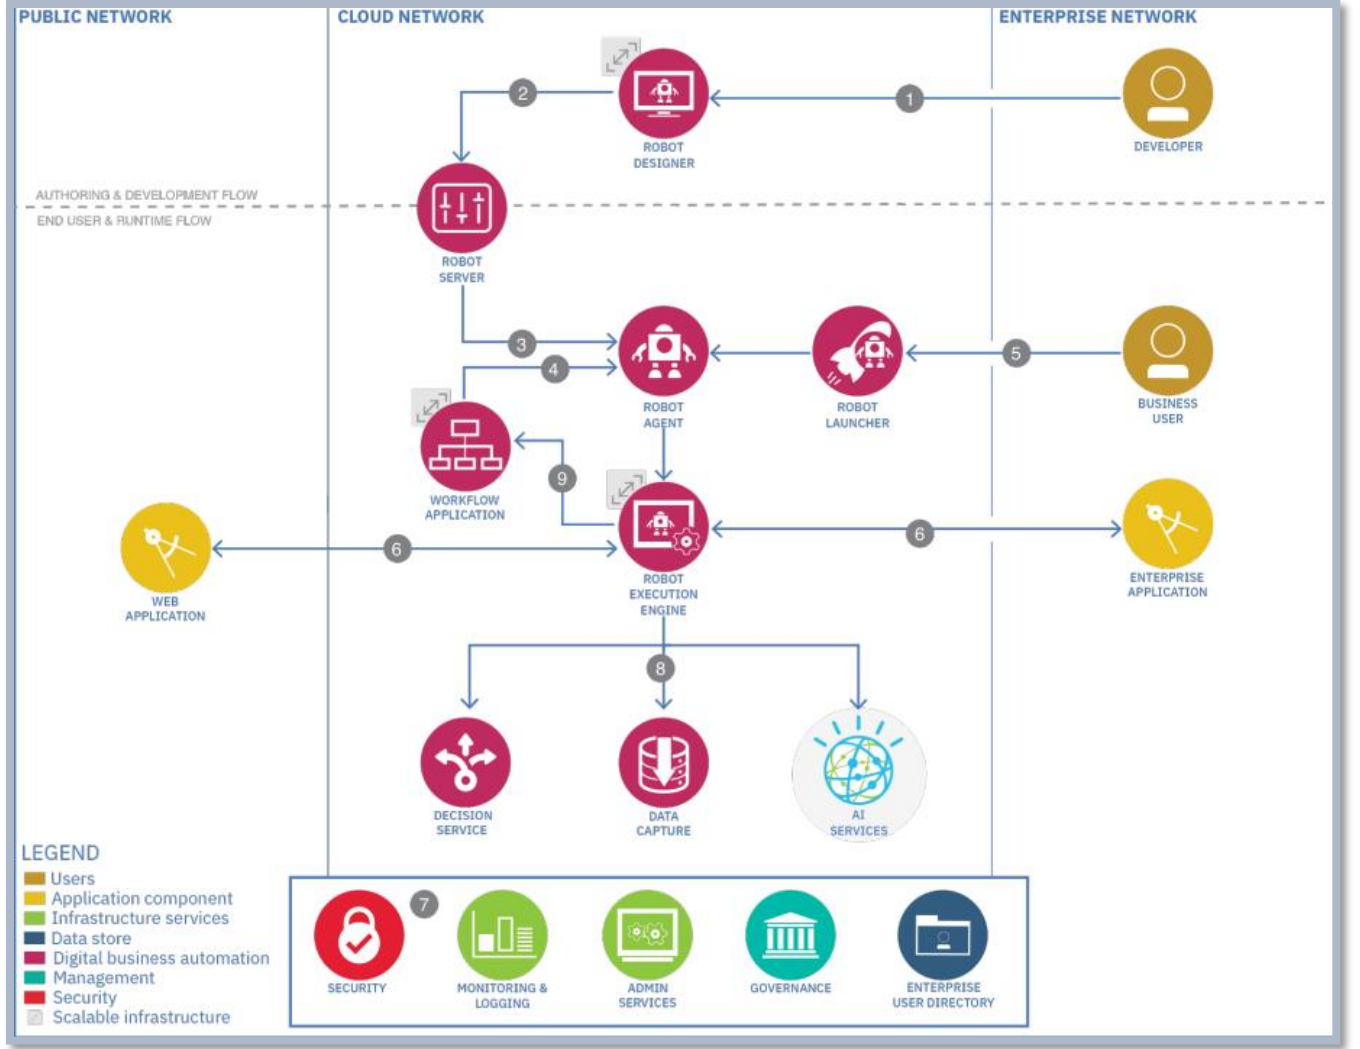 PUBLIC NETWORK
CLOUD NETWORK
ENTERPRISE NETWORK
2
1
ROBOT
DESIGNER
DEVELOPER
AUTHORING & DEVELOPMENT FLOW
END USER & RUNTIME FLOW
ROBOT
SERVER
3
4
5
ROBOT
AGENT
ROBOT
LAUNCHER
BUSINESS
USER
9
WORKFLOW
APPLICATION
6
6
WEB
APPLICATION
ROBOT
EXECUTION
ENGINE
ENTERPRISE
APPLICATION
8
DECISION
SERVICE
DATA
CAPTURE
AI
SERVICES
LEGEND
Users
Application component
Infrastructure services
Data store
Digital business automation
Management
Security
Scalable infrastructure
7
SECURITY
MONITORING &
LOGGING
ADMIN
SERVICES
GOVERNANCE
ENTERPRISE
USER DIRECTORY